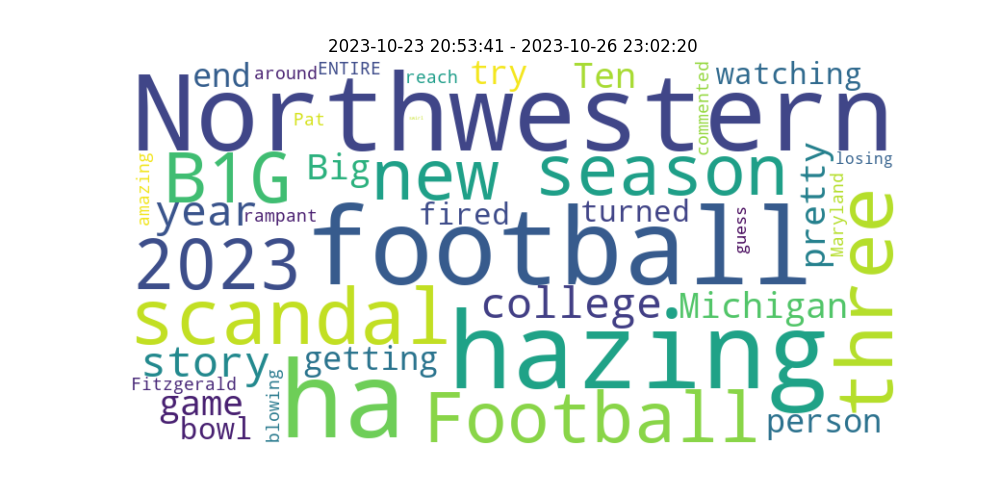 2023-10-23 20:53:41 - 2023-10-26 23:02:20
end around ENTIRE reach try Ten commented watching
Northwestern
Pat
amazing B1G Big new season pretty losing
year rampant fired turned guess Maryland
2023 football three
scandal college Michigan
hazing
story getting
Fitzgerald ha
game blowing Football person
bowl